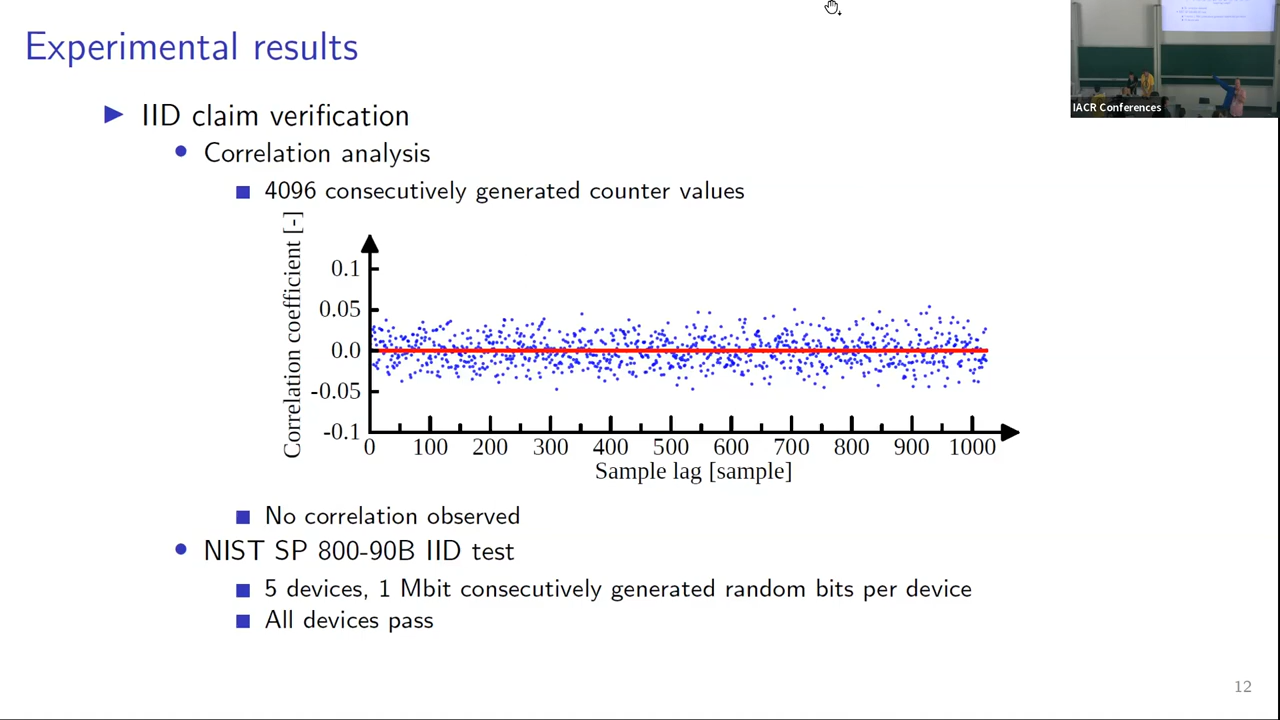 Experimental results
IACR Conferences
IID claim verification
Correlation analysis
4096 consecutively generated counter values
Correlation coefficient [-]
0.1
0.05
0.0
-0.05
-0.1
0 100 200 300 400 500 600 700 800 900 1000
Sample lag [sample]
No correlation observed
NIST SP 800-90B IID test
5 devices, 1 Mbit consecutively generated random bits per device
All devices pass
12